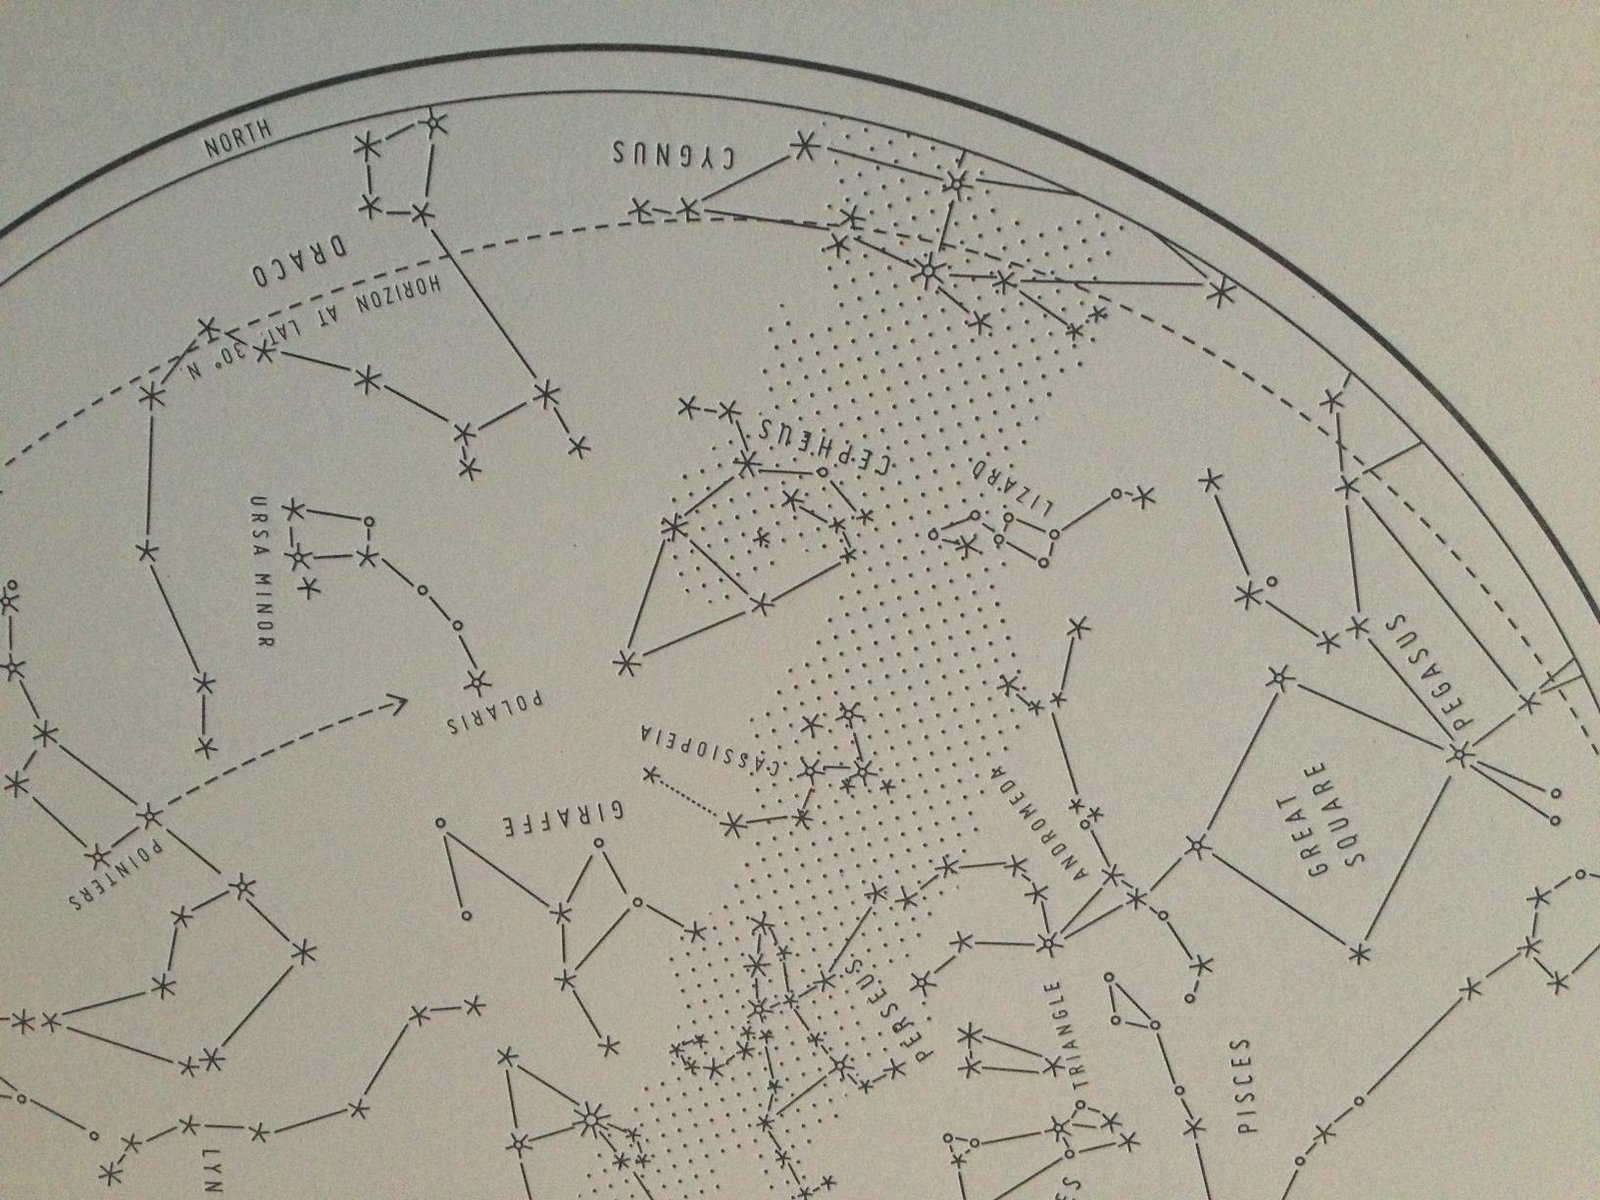 NORTH
CYGNUS
DRACO
HORIZON AT LAT. 30° N
CEPHEUS
LIZARD
URSA MINOR
PEGASUS
POLARIS
CASSIOPEIA
ANDROMEDA
GREAT
SQUARE
GIRAFFE
POINTERS
PERSEUS
TRIANGLE
PISCES
LYN
ES